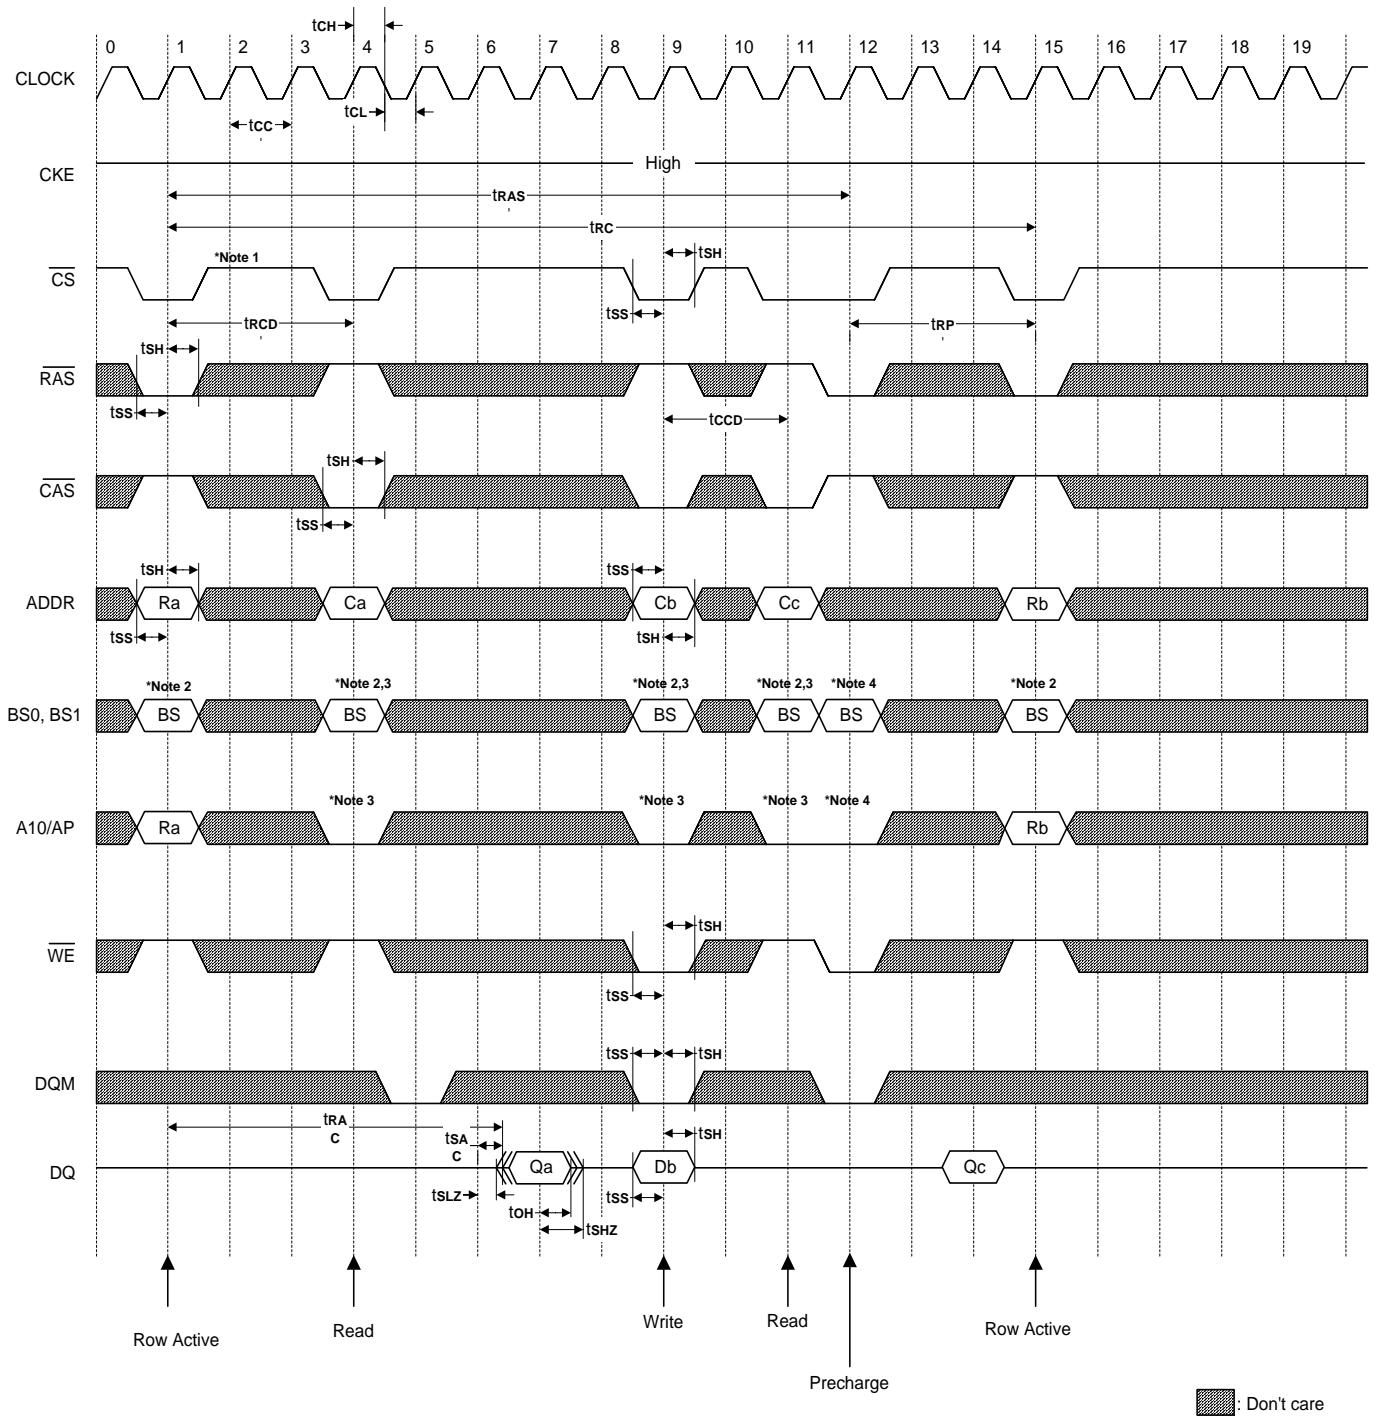 tCH
0 1 2 3 4 5 6 7 8 9 10 11 12 13 14 15 16 17 18 19
CLOCK
tCC
tCL
CKE
High
tRAS
tRC
CS
*Note 1
tSH
tSS
tRCD
tRP
RAS
tSH
tSS
tCCD
CAS
tSH
tSS
ADDR
tSH
tSS
Ra
Ca
tSS
tSH
Cb
Cc
Rb
*Note 2
*Note 2,3
*Note 2,3
*Note 2,3
*Note 4
*Note 2
BS0, BS1
BS
BS
BS
BS
BS
BS
*Note 3
*Note 3
*Note 3
*Note 4
A10/AP
Ra
Rb
WE
tSH
tSS
DQM
tSS
tSH
tRA
C
tSA
C
tSH
DQ
Qa
Db
Qc
tSLZ
tOH
tSHZ
tSS
Row Active
Read
Write
Read
Row Active
Precharge
: Don't care